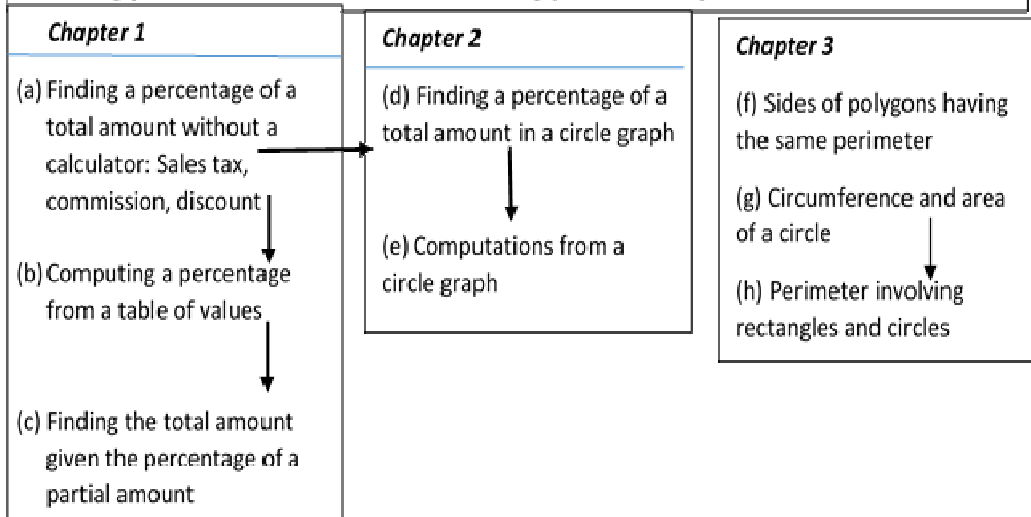 Chapter 1
(a) Finding a percentage of a
total amount without a
calculator: Sales tax,
commission, discount
(b) Computing a percentage
from a table of values
(c) Finding the total amount
given the percentage of a
partial amount
Chapter 2
(d) Finding a percentage of a
total amount in a circle graph
(e) Computations from a
circle graph
Chapter 3
(f) Sides of polygons having
the same perimeter
(g) Circumference and area
of a circle
(h) Perimeter involving
rectangles and circles